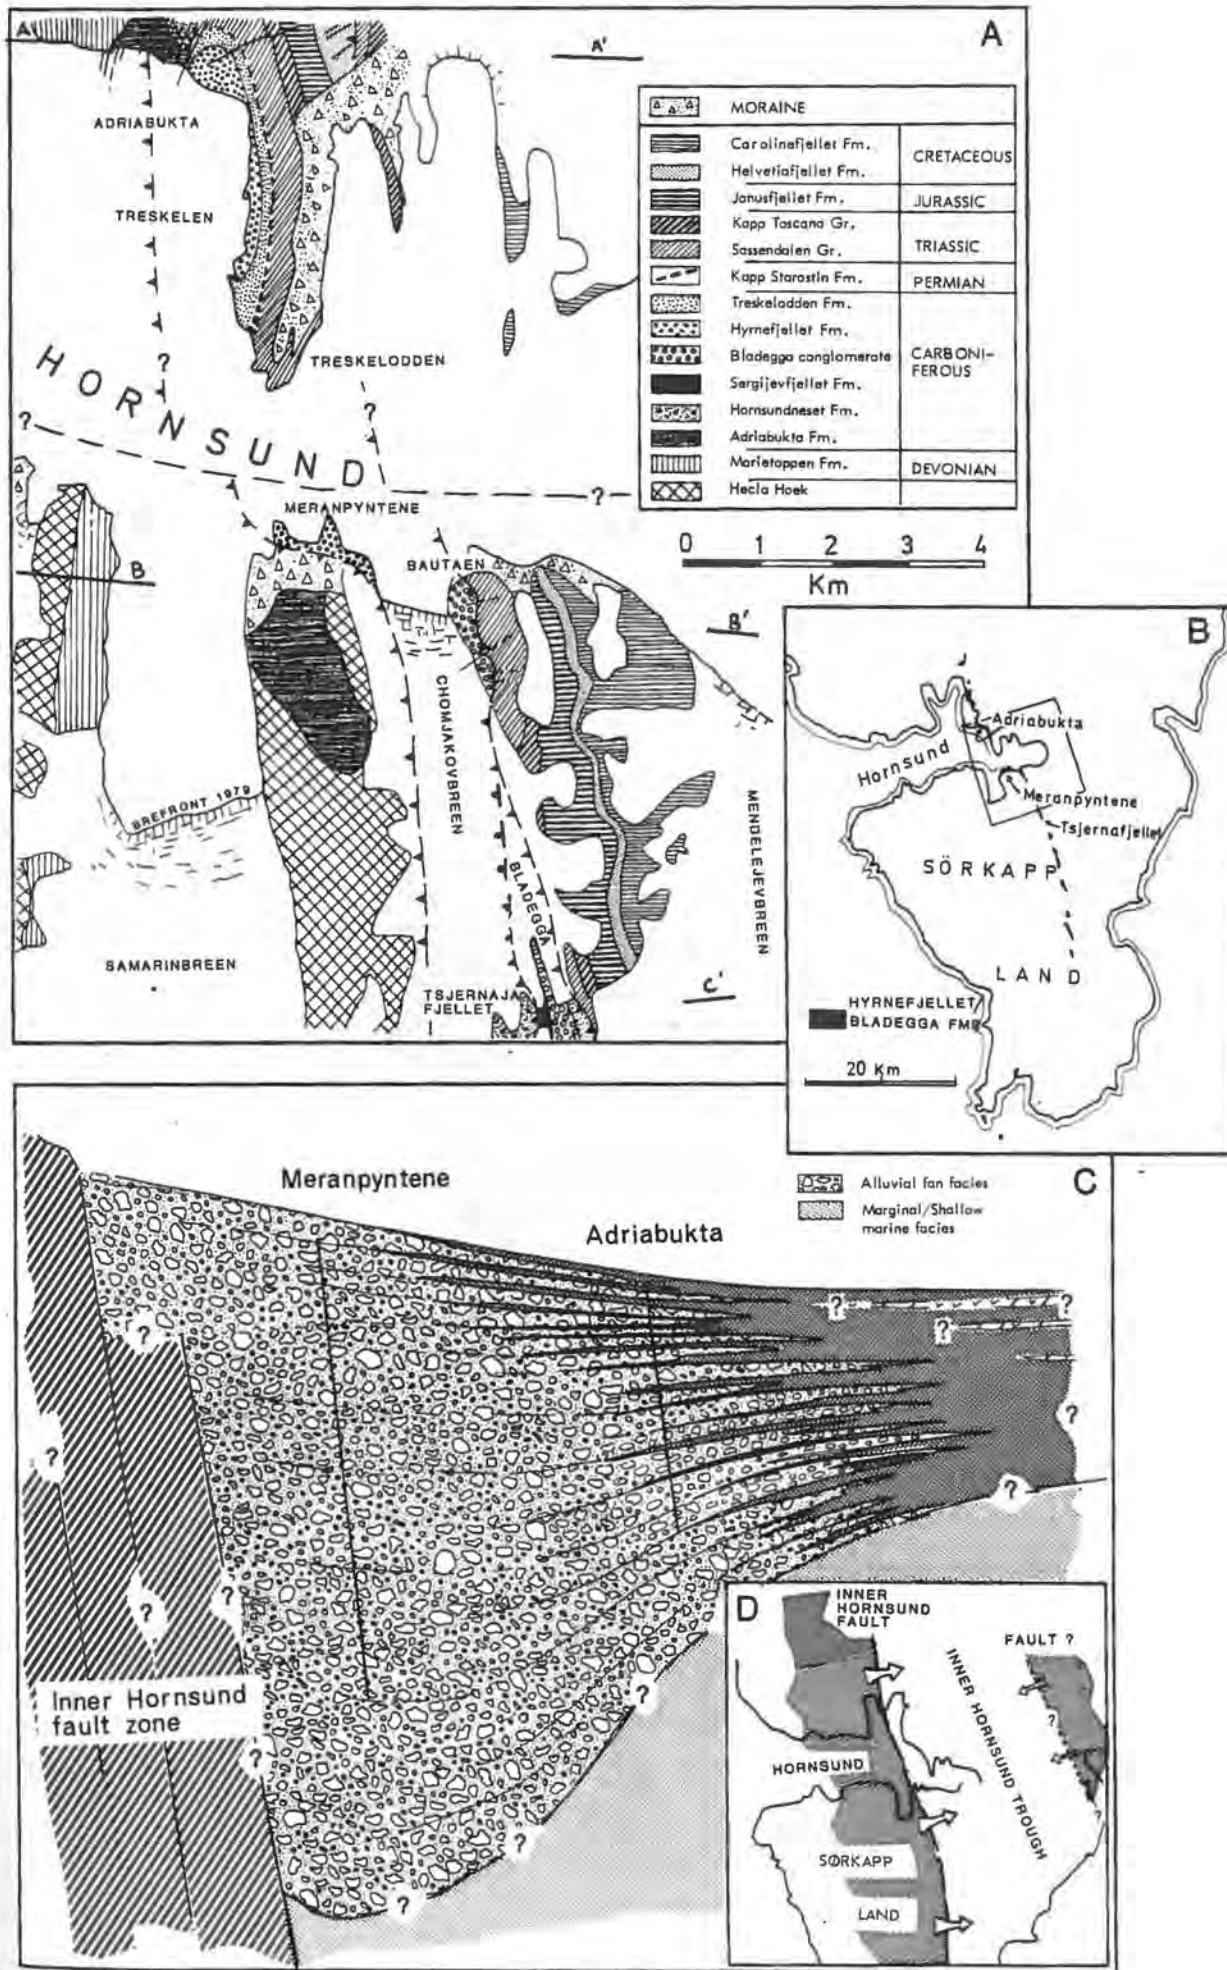 A
A
A'
MORAINE
Carolinefjellet Fm.
CRETACEOUS
Helvetiafjellet Fm.
Janusfjellet Fm.
JURASSIC
Kapp Toscana Gr.
TRIASSIC
Sassendalen Gr.
Kapp Starostin Fm.
PERMIAN
Treskelodden Fm.
Hyrnefjellet Fm.
Bladegga conglomerate
CARBONI-
FEROUS
Sergijevfjellet Fm.
Hornsundneset Fm.
Adriabukta Fm.
Marietoppen Fm.
DEVONIAN
Hecla Hoek
ADRIABUKTA
TRESKELEN
?
TRESKELODDEN
?
?
HORNSUND
?
MERANPYNTENE
BAUTAEN
0 1 2 3 4
Km
B
B'
CHOMJAKOVBREEN
BREFRONT 1979
BLADEGGA
MENDELEJEVBREEN
SAMARINBREEN
TSJERNAJA
FJELLET
C'
B
Adriabukta
Hornsund
Meranpyntene
Tsjernafjellet
SÖRKAPP
LAND
HYRNEFJELLET
BLADEGGA FMS
20 Km
C
Meranpyntene
Alluvial fan facies
Marginal/Shallow
marine facies
Adriabukta
?
?
?
?
?
?
?
?
?
?
?
?
?
?
Inner Hornsund
fault zone
D
INNER
HORNSUND
FAULT
FAULT ?
INNER HORNSUND TROUGH
?
HORNSUND
SØRKAPP
LAND